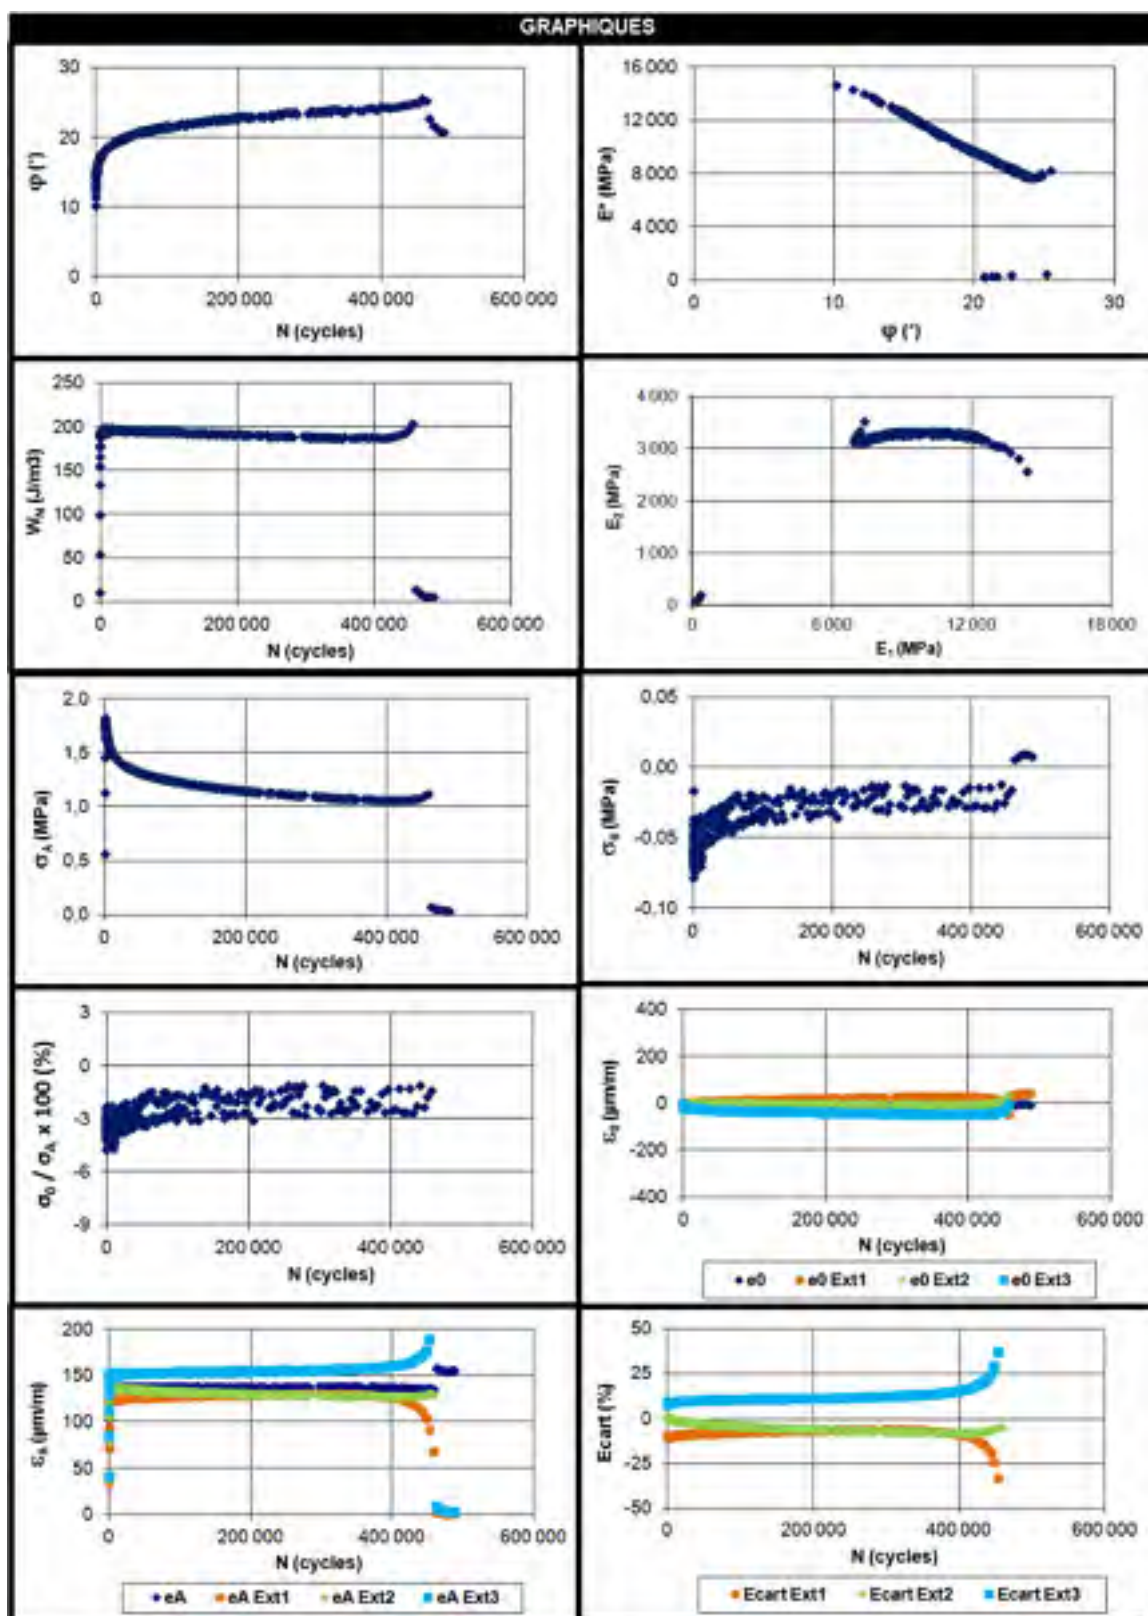 GRAPHIQUES
30
20
10
0
φ (°)
0 200 000 400 000 600 000
N (cycles)
16 000
12 000
8 000
4 000
0
E* (MPa)
0 10 20 30
φ (°)
250
200
150
100
50
0
W_N (J/m3)
0 200 000 400 000 600 000
N (cycles)
4 000
3 000
2 000
1 000
0
E₂ (MPa)
6 000 12 000 18 000
E₁ (MPa)
2.0
1.5
1.0
0.5
0.0
σ_A (MPa)
0 200 000 400 000 600 000
N (cycles)
0.05
0.00
-0.05
-0.10
σ₀ (MPa)
0 200 000 400 000 600 000
N (cycles)
3
0
-3
-6
-9
σ₀ / σ_A x 100 (%)
0 200 000 400 000 600 000
N (cycles)
400
200
0
-200
-400
ε₀ (µm/m)
0 200 000 400 000 600 000
N (cycles)
e0 e0 Ext1 e0 Ext2 e0 Ext3
200
150
100
50
0
ε_A (µm/m)
0 200 000 400 000 600 000
N (cycles)
eA eA Ext1 eA Ext2 eA Ext3
50
25
0
-25
-50
Ecart (%)
0 200 000 400 000 600 000
N (cycles)
Ecart Ext1 Ecart Ext2 Ecart Ext3